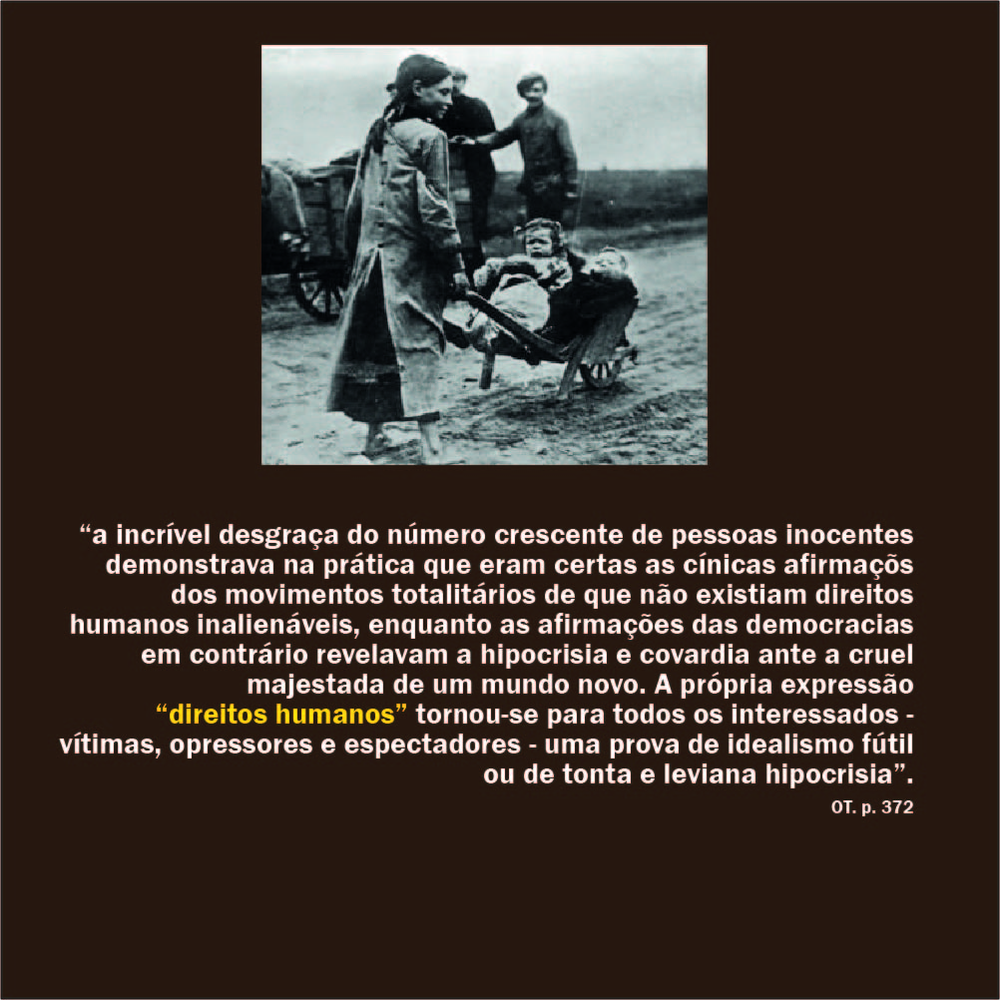 “a incrível desgraça do número crescente de pessoas inocentes
demonstrava na prática que eram certas as cínicas afirmaçõs
dos movimentos totalitários de que não existiam direitos
humanos inalienáveis, enquanto as afirmações das democracias
em contrário revelavam a hipocrisia e covardia ante a cruel
majestada de um mundo novo. A própria expressão
“direitos humanos” tornou-se para todos os interessados -
vítimas, opressores e espectadores - uma prova de idealismo fútil
ou de tonta e leviana hipocrisia”.
OT. p. 372